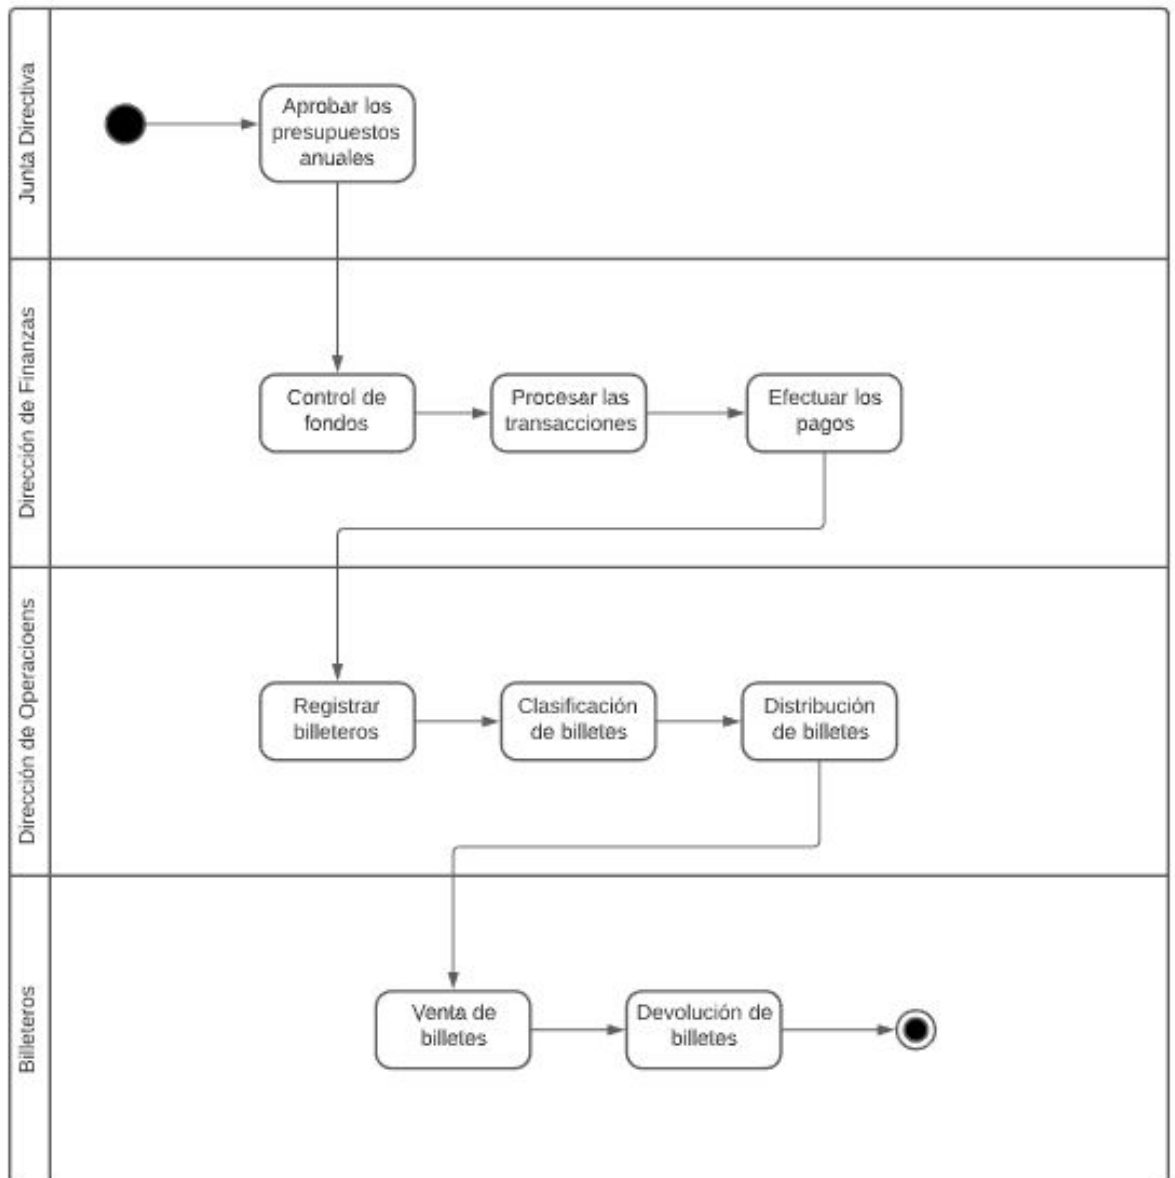 Junta Directiva
Aprobar los
presupuestos
anuales
Dirección de Finanzas
Control de
fondos
Procesar las
transacciones
Efectuar los
pagos
Dirección de Operacioens
Registrar
billeteros
Clasificación
de billetes
Distribución
de billetes
Billeteros
Venta de
billetes
Devolución de
billetes